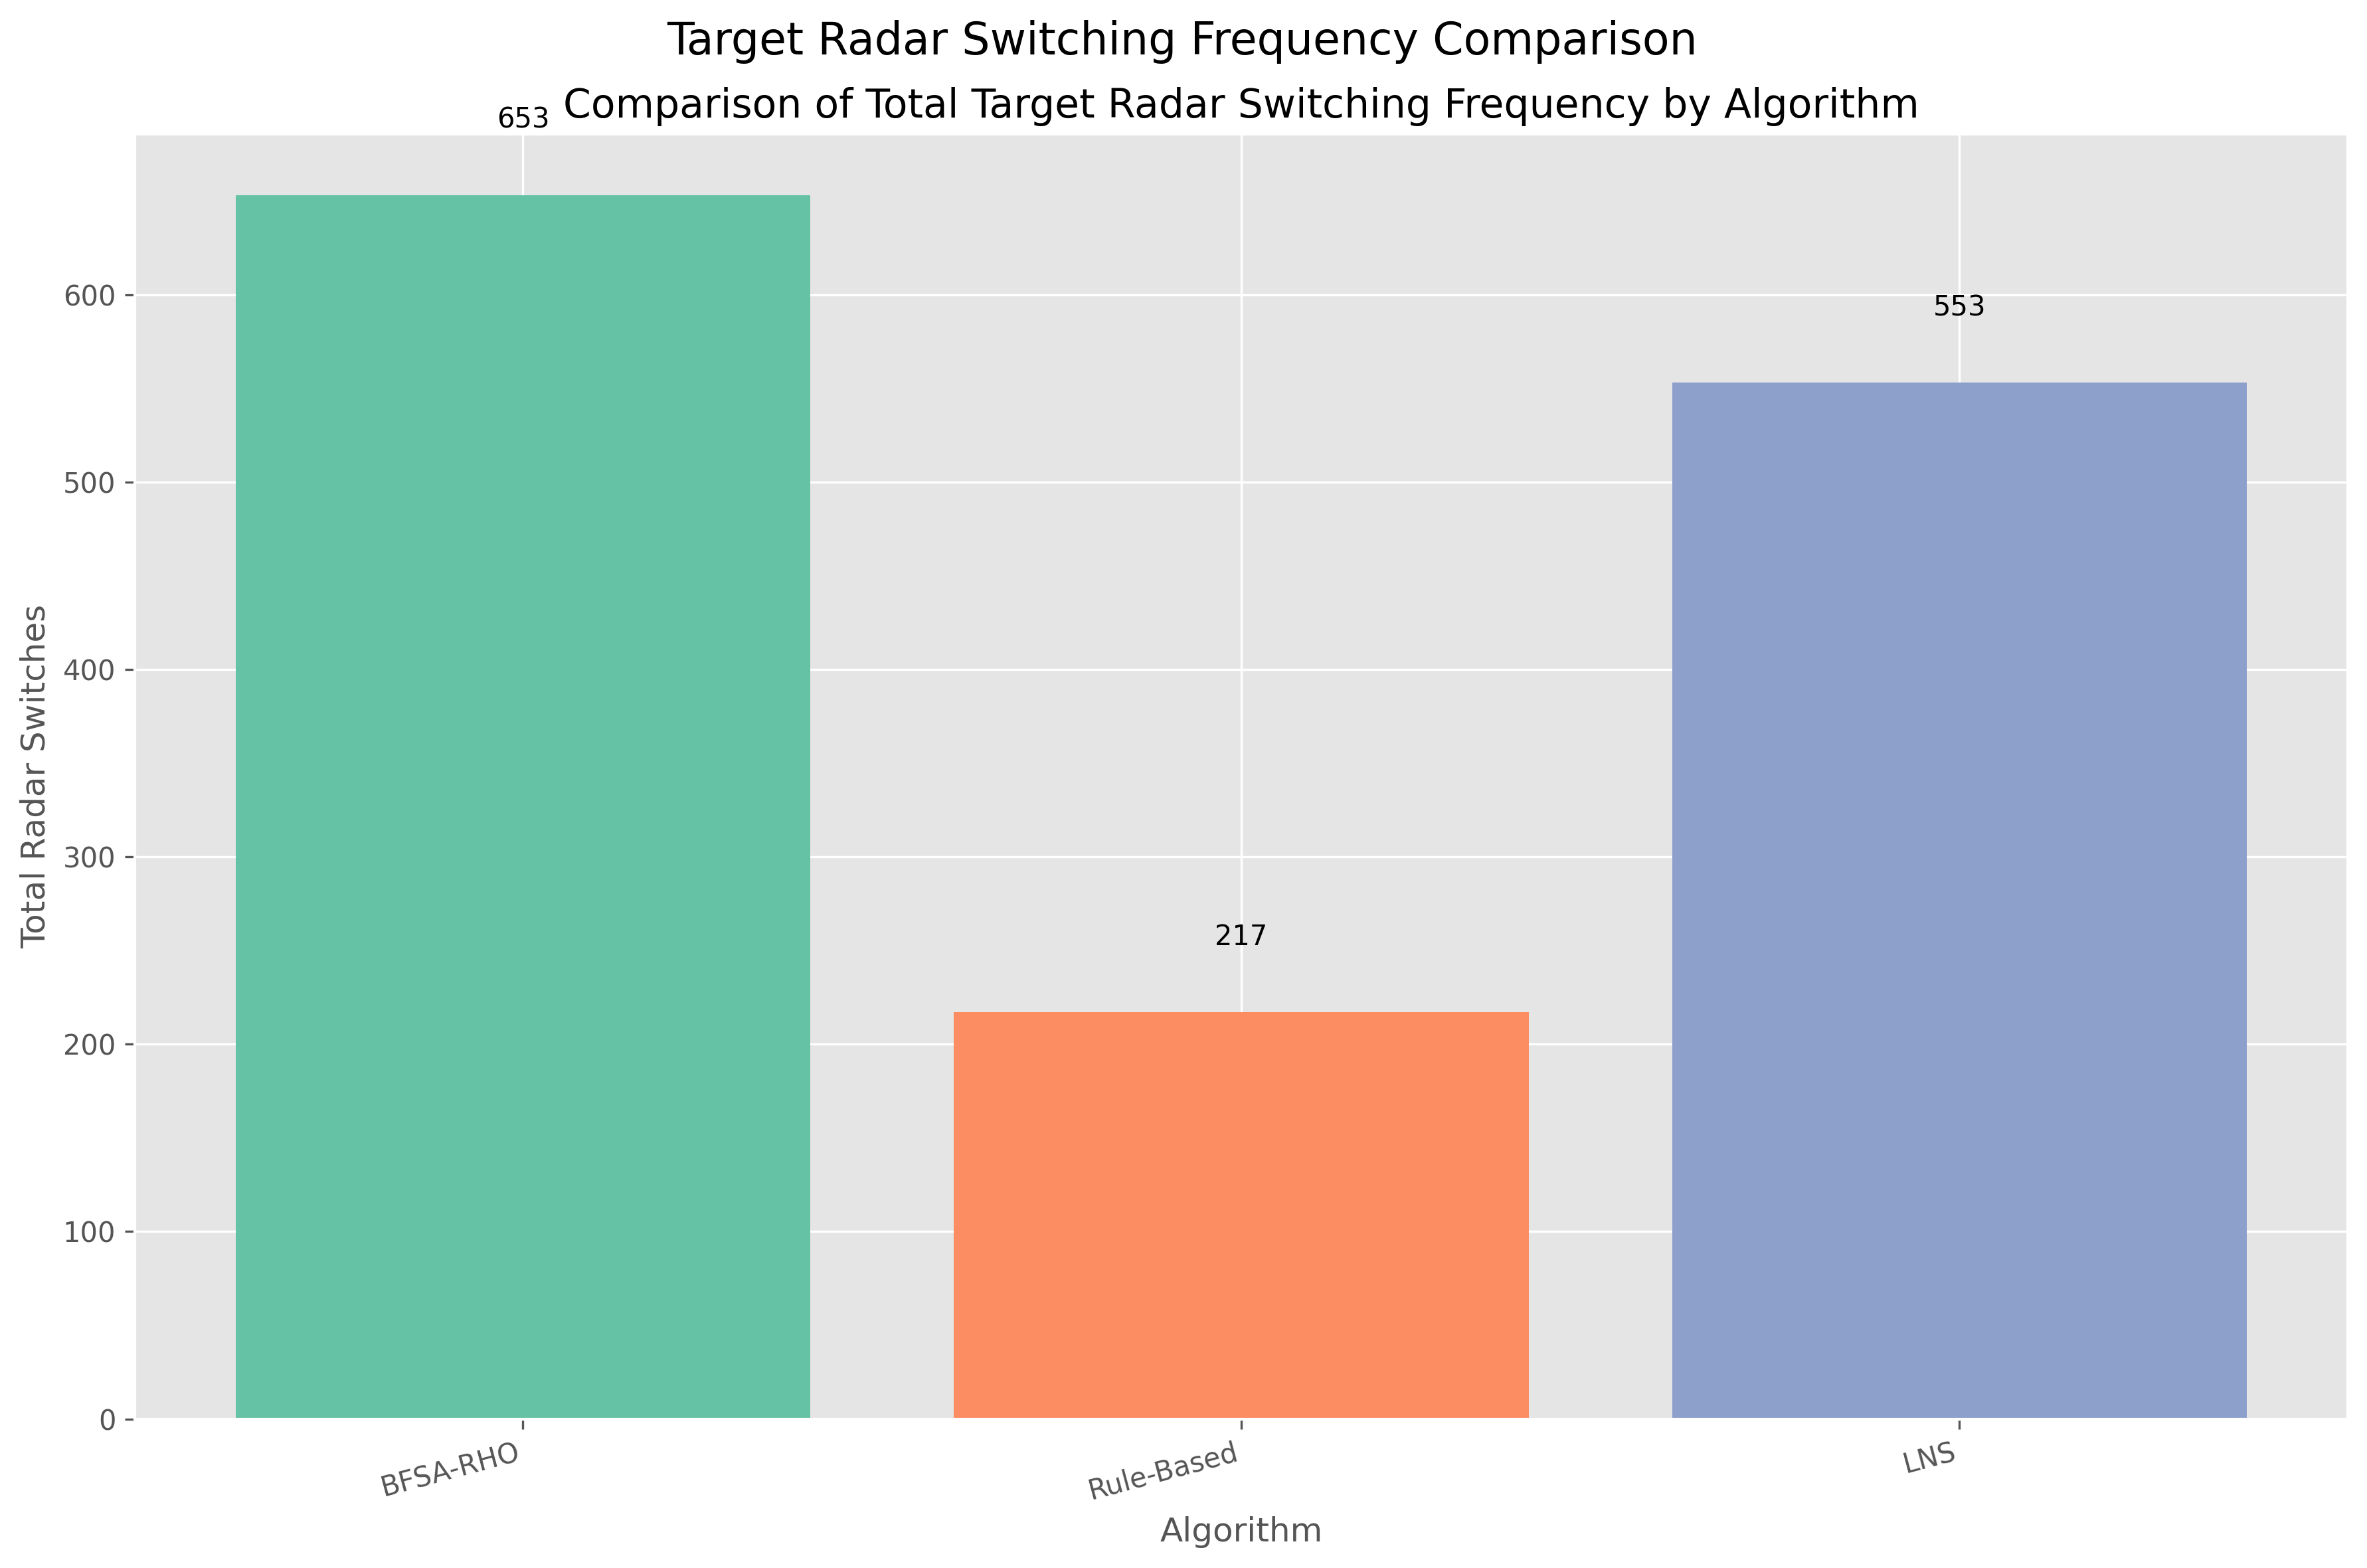 Target Radar Switching Frequency Comparison
Comparison of Total Target Radar Switching Frequency by Algorithm
653
600
553
500
400
Total Radar Switches
300
217
200
100
0
BFSA-RHO
Rule-Based
LNS
Algorithm